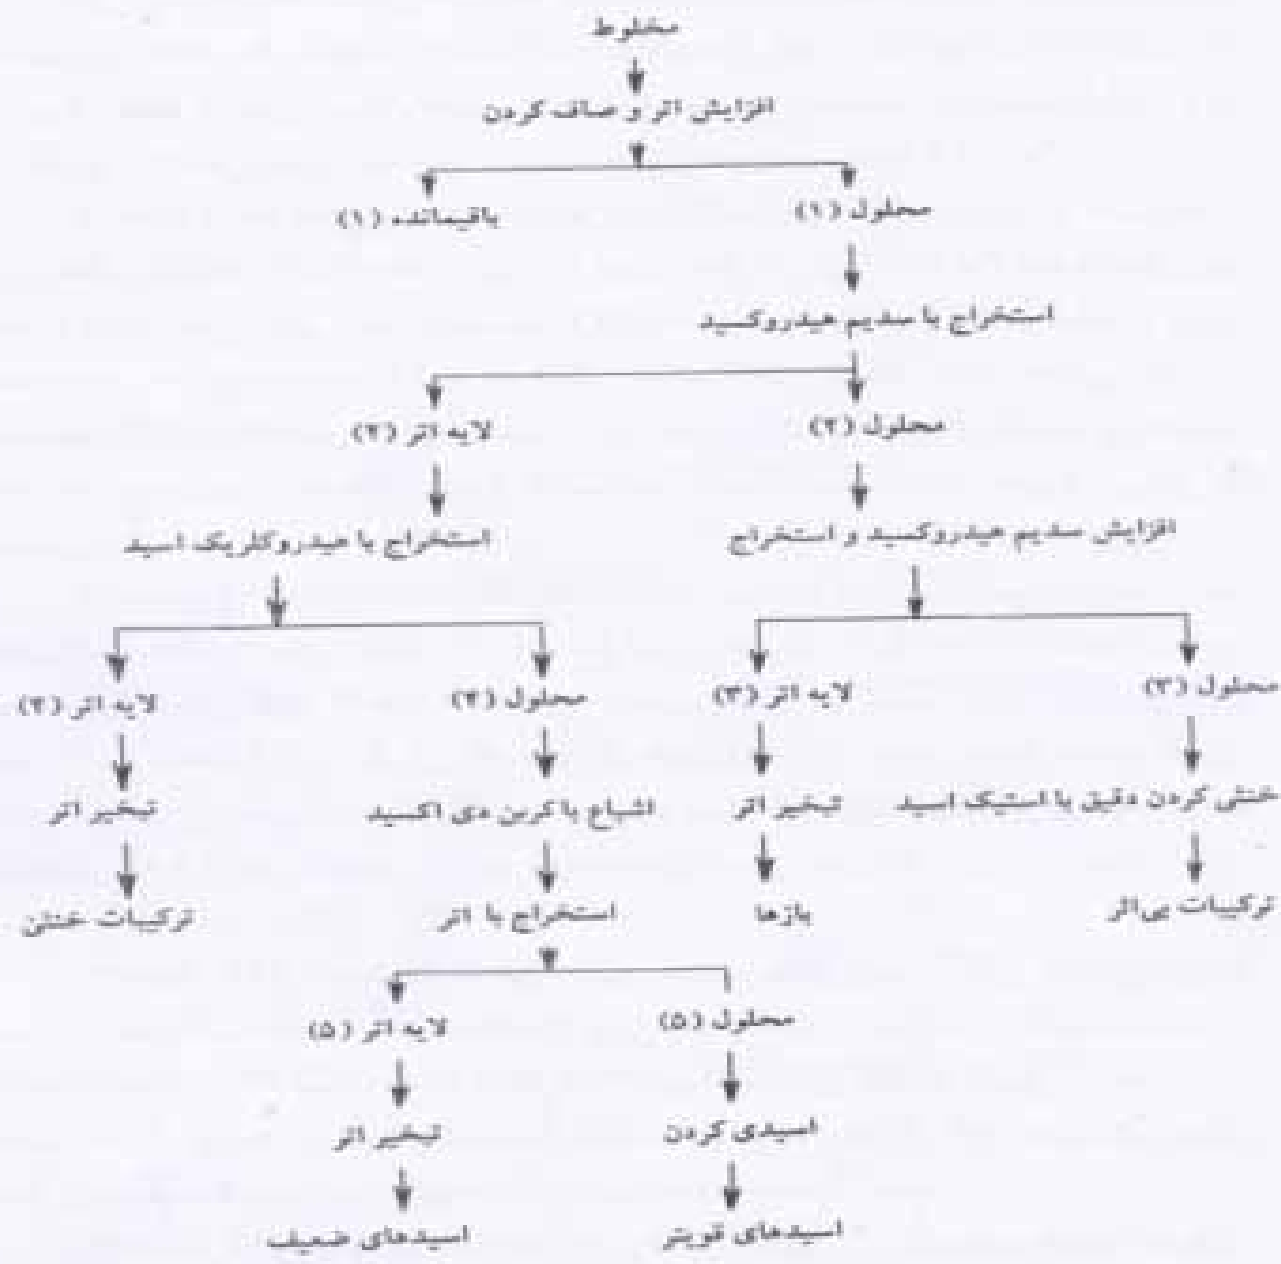 مخلوط
افزایش اتر و صاف کردن
محلول (۱)
باقیمانده (۱)
استخراج با سدیم هیدروکسید
محلول (۲)
لایه اتر (۲)
افزایش سدیم هیدروکسید و استخراج
استخراج با هیدروکلریک اسید
محلول (۳)
لایه اتر (۳)
محلول (۴)
لایه اتر (۴)
خنثی کردن دقیق با استیک اسید
تبخیر اتر
اشباع با کربن دی اکسید
تبخیر اتر
ترکیبات بی‌اثر
بازها
استخراج با اتر
ترکیبات خنثی
محلول (۵)
لایه اتر (۵)
اسیدی کردن
تبخیر اتر
اسیدهای قویتر
اسیدهای ضعیف